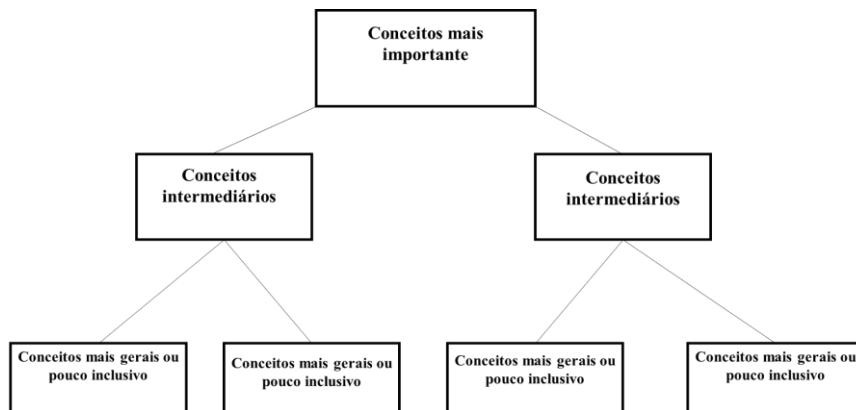 Conceitos mais
importante
Conceitos
intermediários
Conceitos
intermediários
Conceitos mais gerais ou
pouco inclusivo
Conceitos mais gerais ou
pouco inclusivo
Conceitos mais gerais ou
pouco inclusivo
Conceitos mais gerais ou
pouco inclusivo